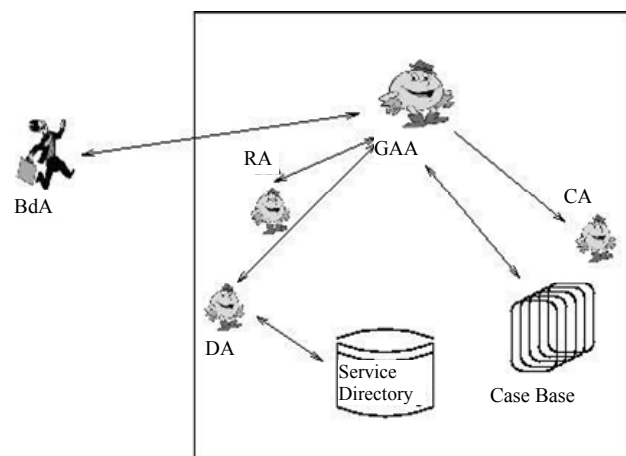 RA
GAA
BdA
CA
DA
Service
Directory
Case Base